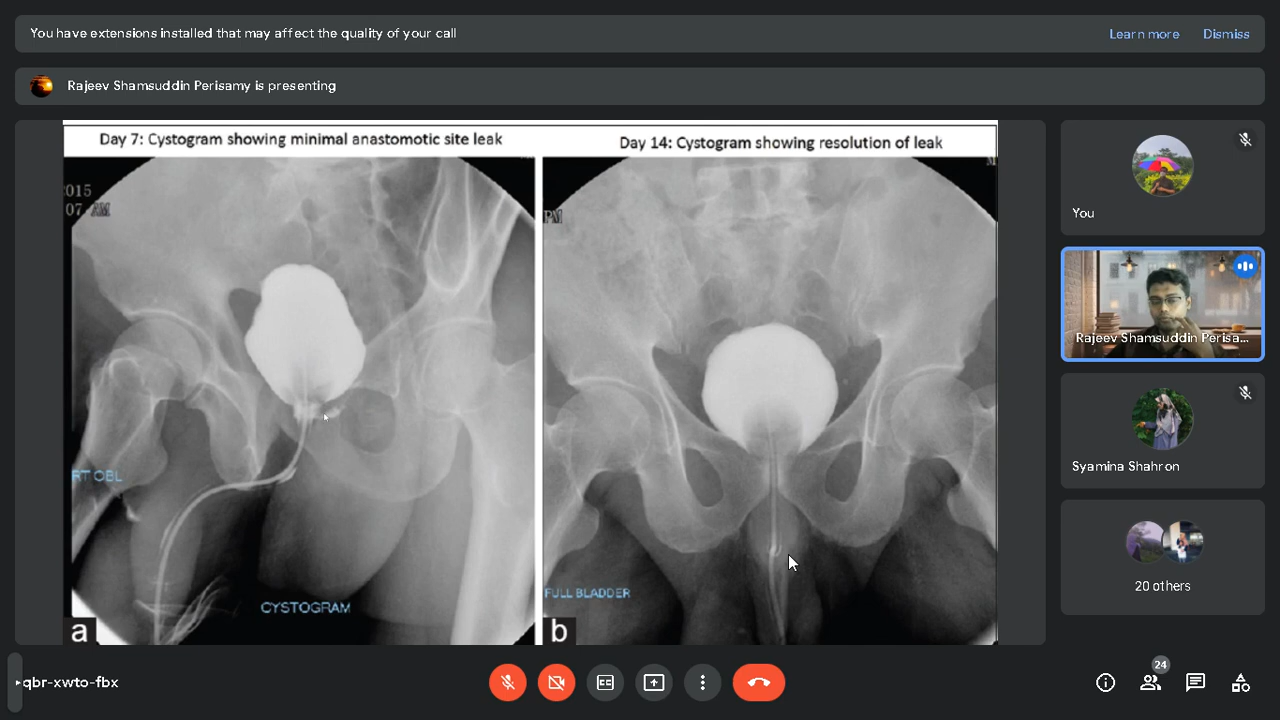 You have extensions installed that may affect the quality of your call
Learn more
Dismiss
Rajeev Shamsuddin Perisamy is presenting
Day 7: Cystogram showing minimal anastomotic site leak
Day 14: Cystogram showing resolution of leak
2015
07 AM
M
PM
RT OBL
CYSTOGRAM
FULL BLADDER
a
b
You
Rajeev Shamsuddin Perisa...
Syamina Shahron
20 others
qbr-xwto-fbx
24